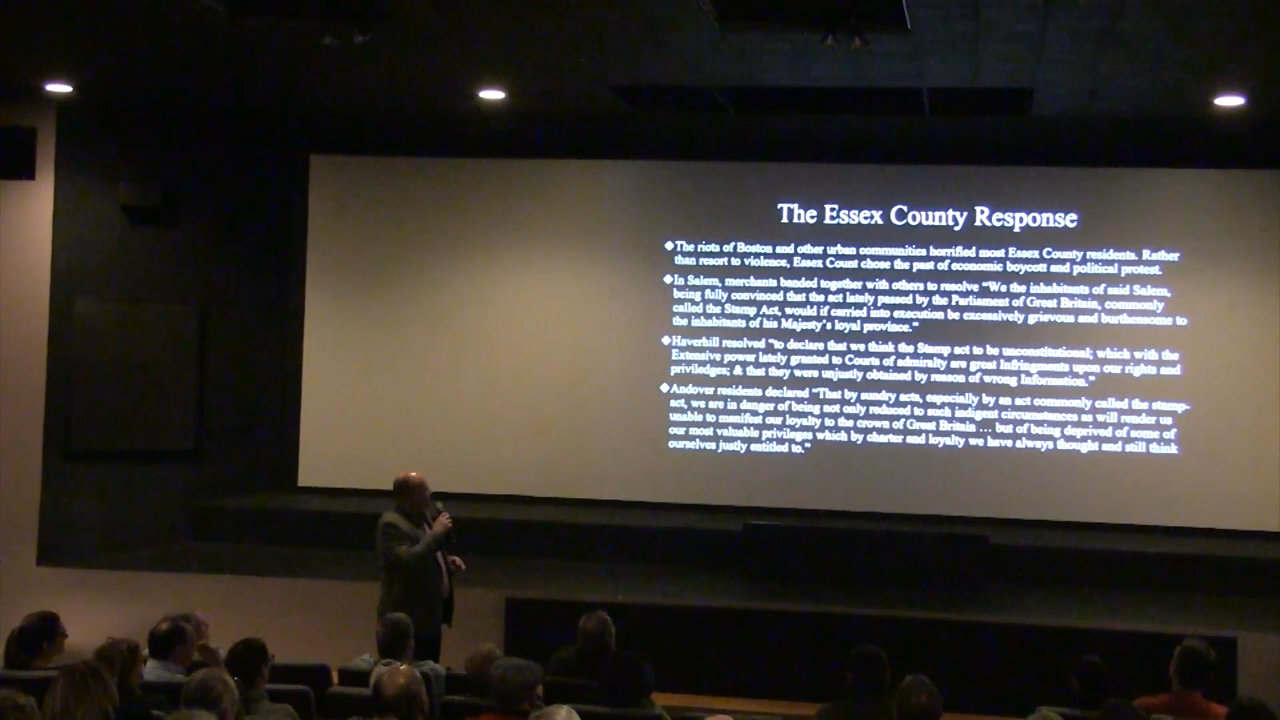 The Essex County Response
❖The riots of Boston and other urban communities horrified most Essex County residents. Rather
than resort to violence, Essex Count chose the past of economic boycott and political protest.
❖In Salem, merchants banded together with others to resolve “We the inhabitants of said Salem,
being fully convinced that the act lately passed by the Parliament of Great Britain, commonly
called the Stamp Act, would if carried into execution be excessively grievous and burthensome to
the inhabitants of his Majesty’s loyal province.”
❖Haverhill resolved “to declare that we think the Stamp act to be unconstitutional; which with the
Extensive power lately granted to Courts of admiralty are great Infringments upon our rights and
priviledges; & that they were unjustly obtained by reason of wrong Information.”
❖Andover residents declared “That by sundry acts, especially by an act commonly called the stamp-
act, we are in danger of being not only reduced to such indigent circumstances as will render us
unable to manifest our loyalty to the crown of Great Britain … but of being deprived of some of
our most valuable privileges which by charter and loyalty we have always thought and still think
ourselves justly entitled to.”